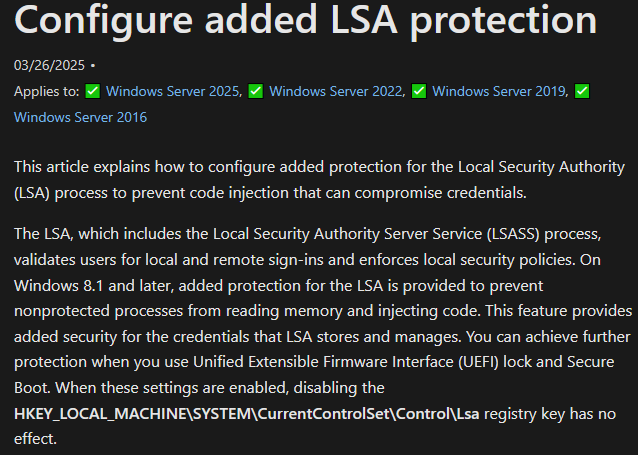 Configure added LSA protection
03/26/2025 •
Applies to: ✅ Windows Server 2025, ✅ Windows Server 2022, ✅ Windows Server 2019, ✅
Windows Server 2016
This article explains how to configure added protection for the Local Security Authority
(LSA) process to prevent code injection that can compromise credentials.
The LSA, which includes the Local Security Authority Server Service (LSASS) process,
validates users for local and remote sign-ins and enforces local security policies. On
Windows 8.1 and later, added protection for the LSA is provided to prevent
nonprotected processes from reading memory and injecting code. This feature provides
added security for the credentials that LSA stores and manages. You can achieve further
protection when you use Unified Extensible Firmware Interface (UEFI) lock and Secure
Boot. When these settings are enabled, disabling the
HKEY_LOCAL_MACHINE\SYSTEM\CurrentControlSet\Control\Lsa registry key has no
effect.